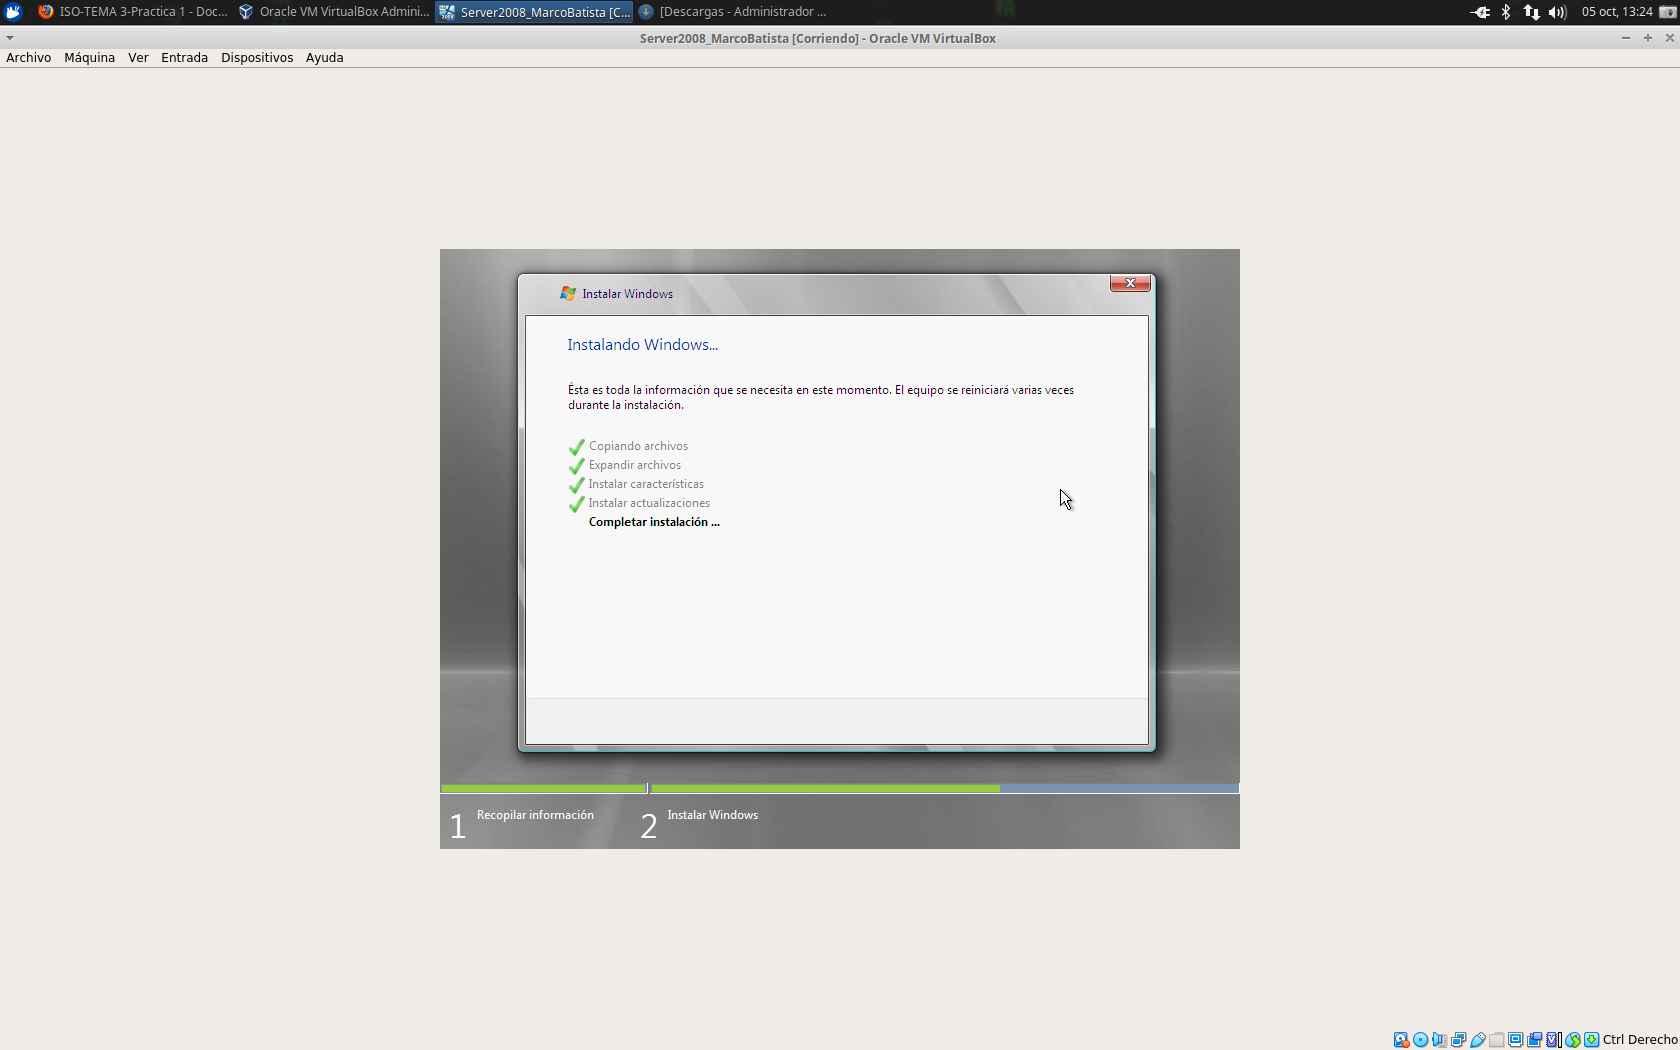 ISO-TEMA 3-Practica 1 - Doc...
Oracle VM VirtualBox Admini...
Server2008_MarcoBatista [C...
[Descargas - Administrador ...
05 oct, 13:24
Server2008_MarcoBatista [Corriendo] - Oracle VM VirtualBox
Archivo Máquina Ver Entrada Dispositivos Ayuda
Instalar Windows
Instalando Windows...
Ésta es toda la información que se necesita en este momento. El equipo se reiniciará varias veces
durante la instalación.
Copiando archivos
Expandir archivos
Instalar características
Instalar actualizaciones
Completar instalación ...
1 Recopilar información
2 Instalar Windows
Ctrl Derecho